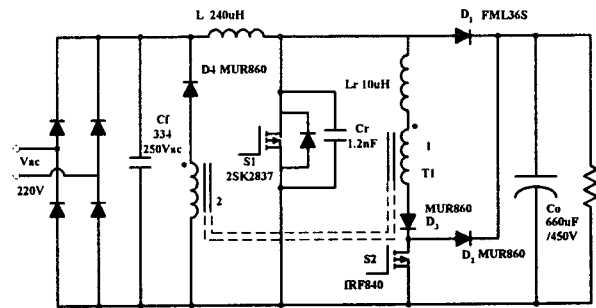 L 240uH
D₁ FML36S
D4 MUR860
Lr 10uH
Cf
334
250Vac
Cr
1.2nF
S1
2SK2837
1
T1
Vac
220V
2
MUR860
D₃
Co
660uF
/450V
S2
D₂ MUR860
IRF840